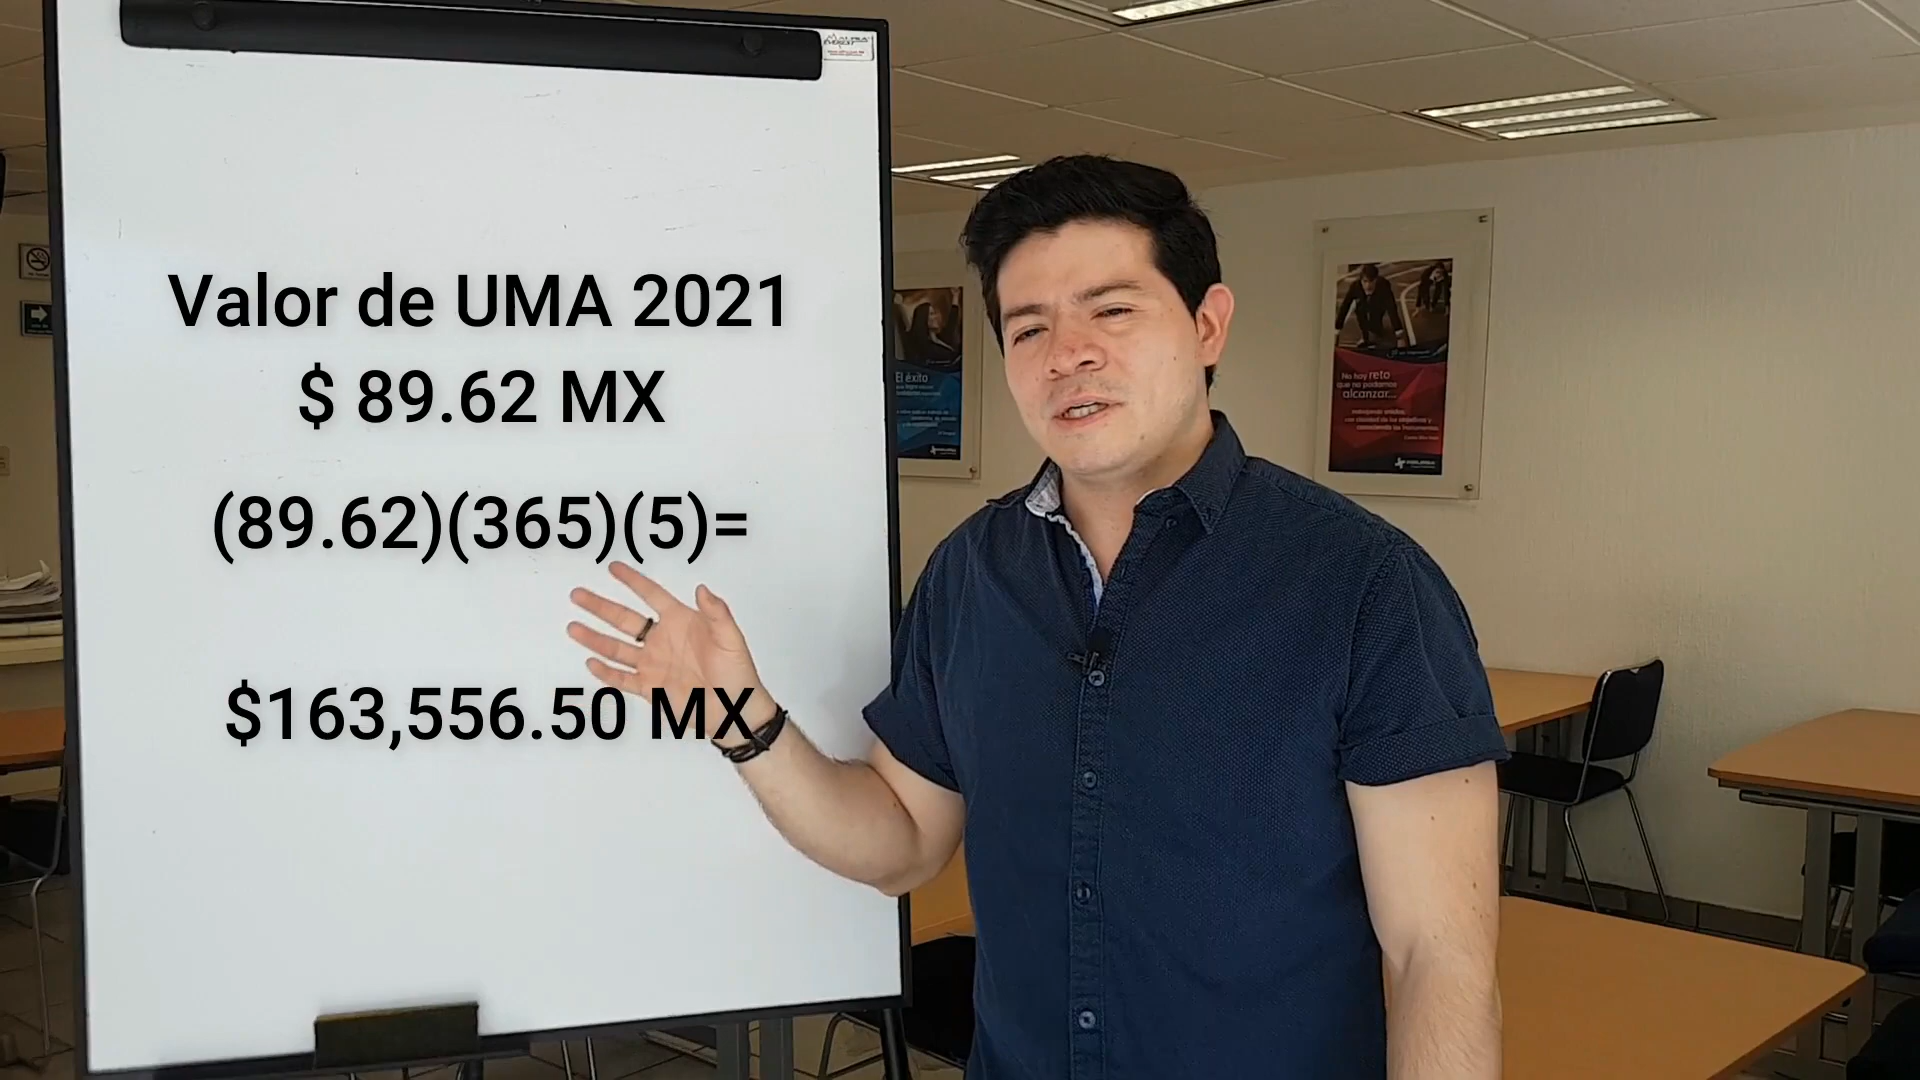 Valor de UMA 2021
$ 89.62 MX
(89.62)(365)(5)=
$163,556.50 MX
El éxito
No hay reto
que no podamos
alcanzar...